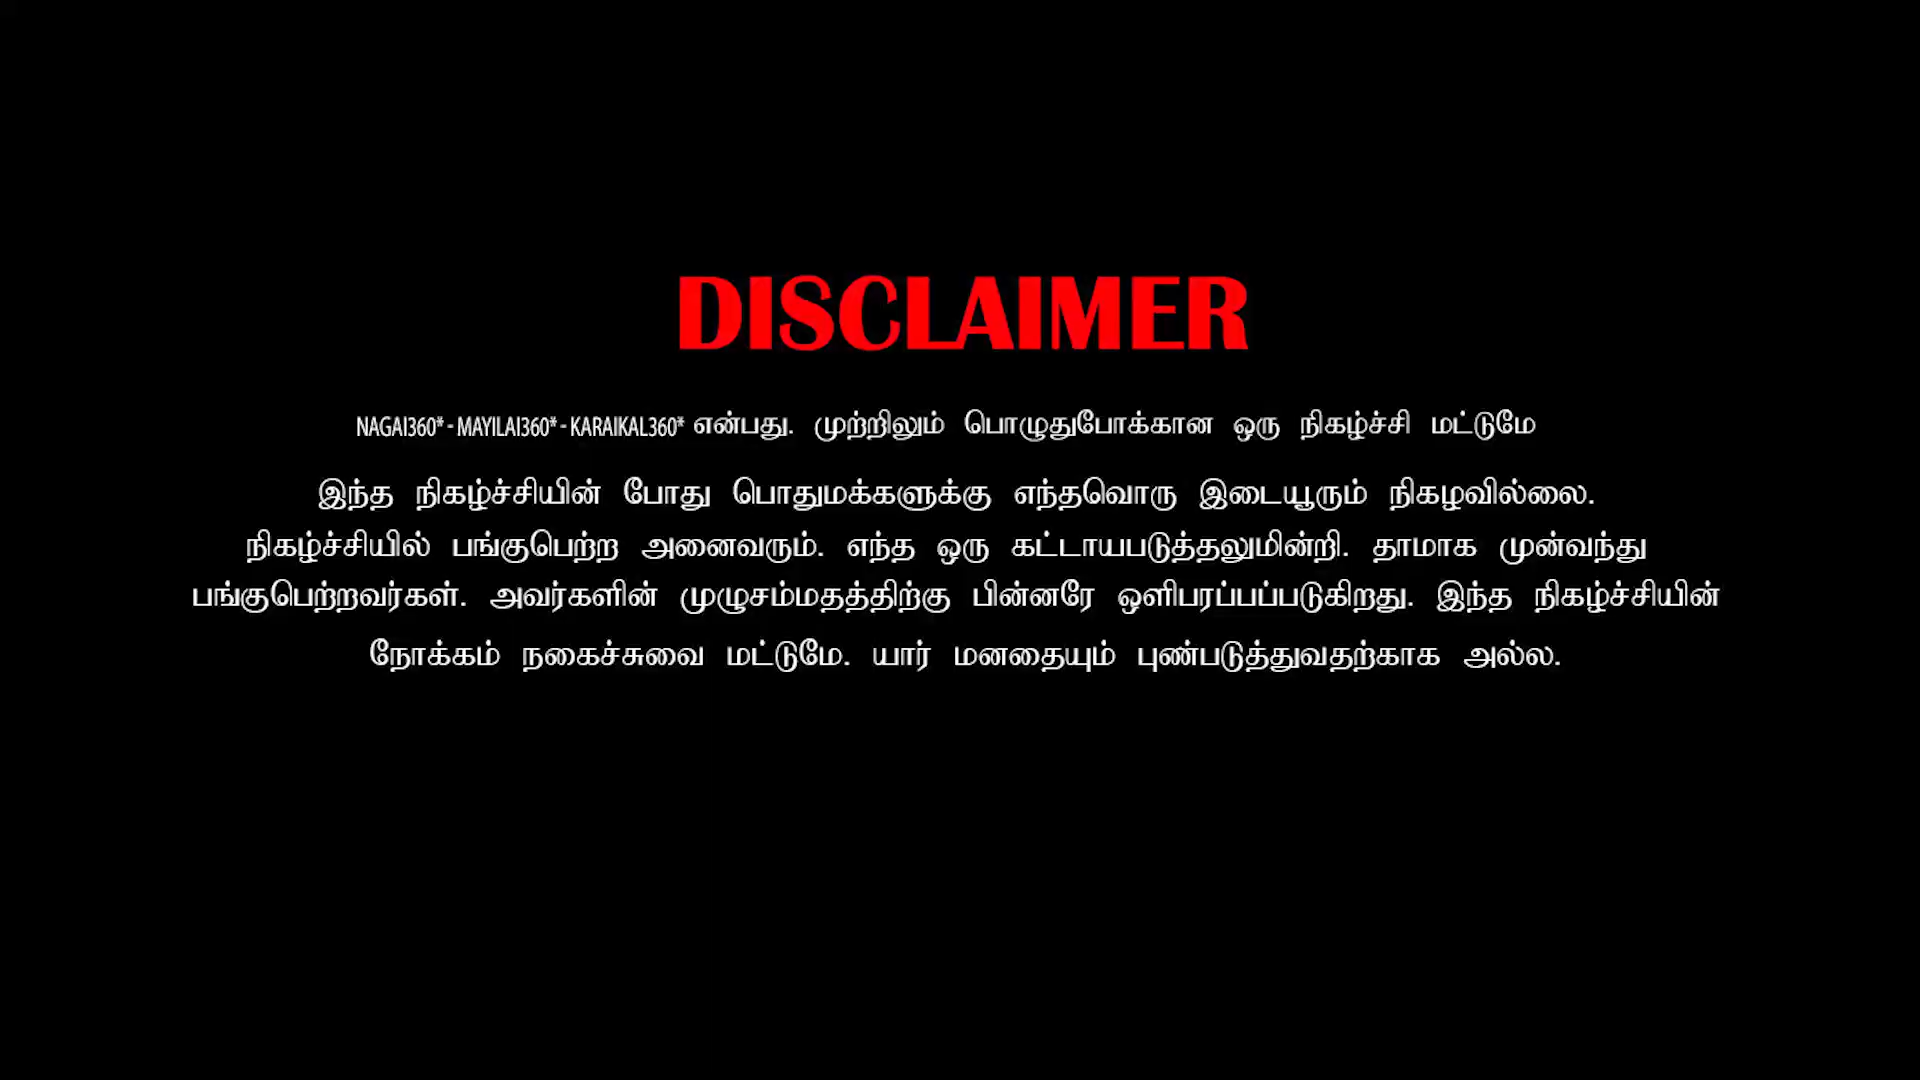 DISCLAIMER
NAGAI360* - MAYILAI360* - KARAIKAL360* என்பது. முற்றிலும் பொழுதுபோக்கான ஒரு நிகழ்ச்சி மட்டுமே
இந்த நிகழ்ச்சியின் போது பொதுமக்களுக்கு எந்தவொரு இடையூரும் நிகழவில்லை.
நிகழ்ச்சியில் பங்குபெற்ற அனைவரும். எந்த ஒரு கட்டாயபடுத்தலுமின்றி. தாமாக முன்வந்து
பங்குபெற்றவர்கள். அவர்களின் முழுசம்மதத்திற்கு பின்னரே ஒளிபரப்பப்படுகிறது. இந்த நிகழ்ச்சியின்
நோக்கம் நகைச்சுவை மட்டுமே. யார் மனதையும் புண்படுத்துவதற்காக அல்ல.